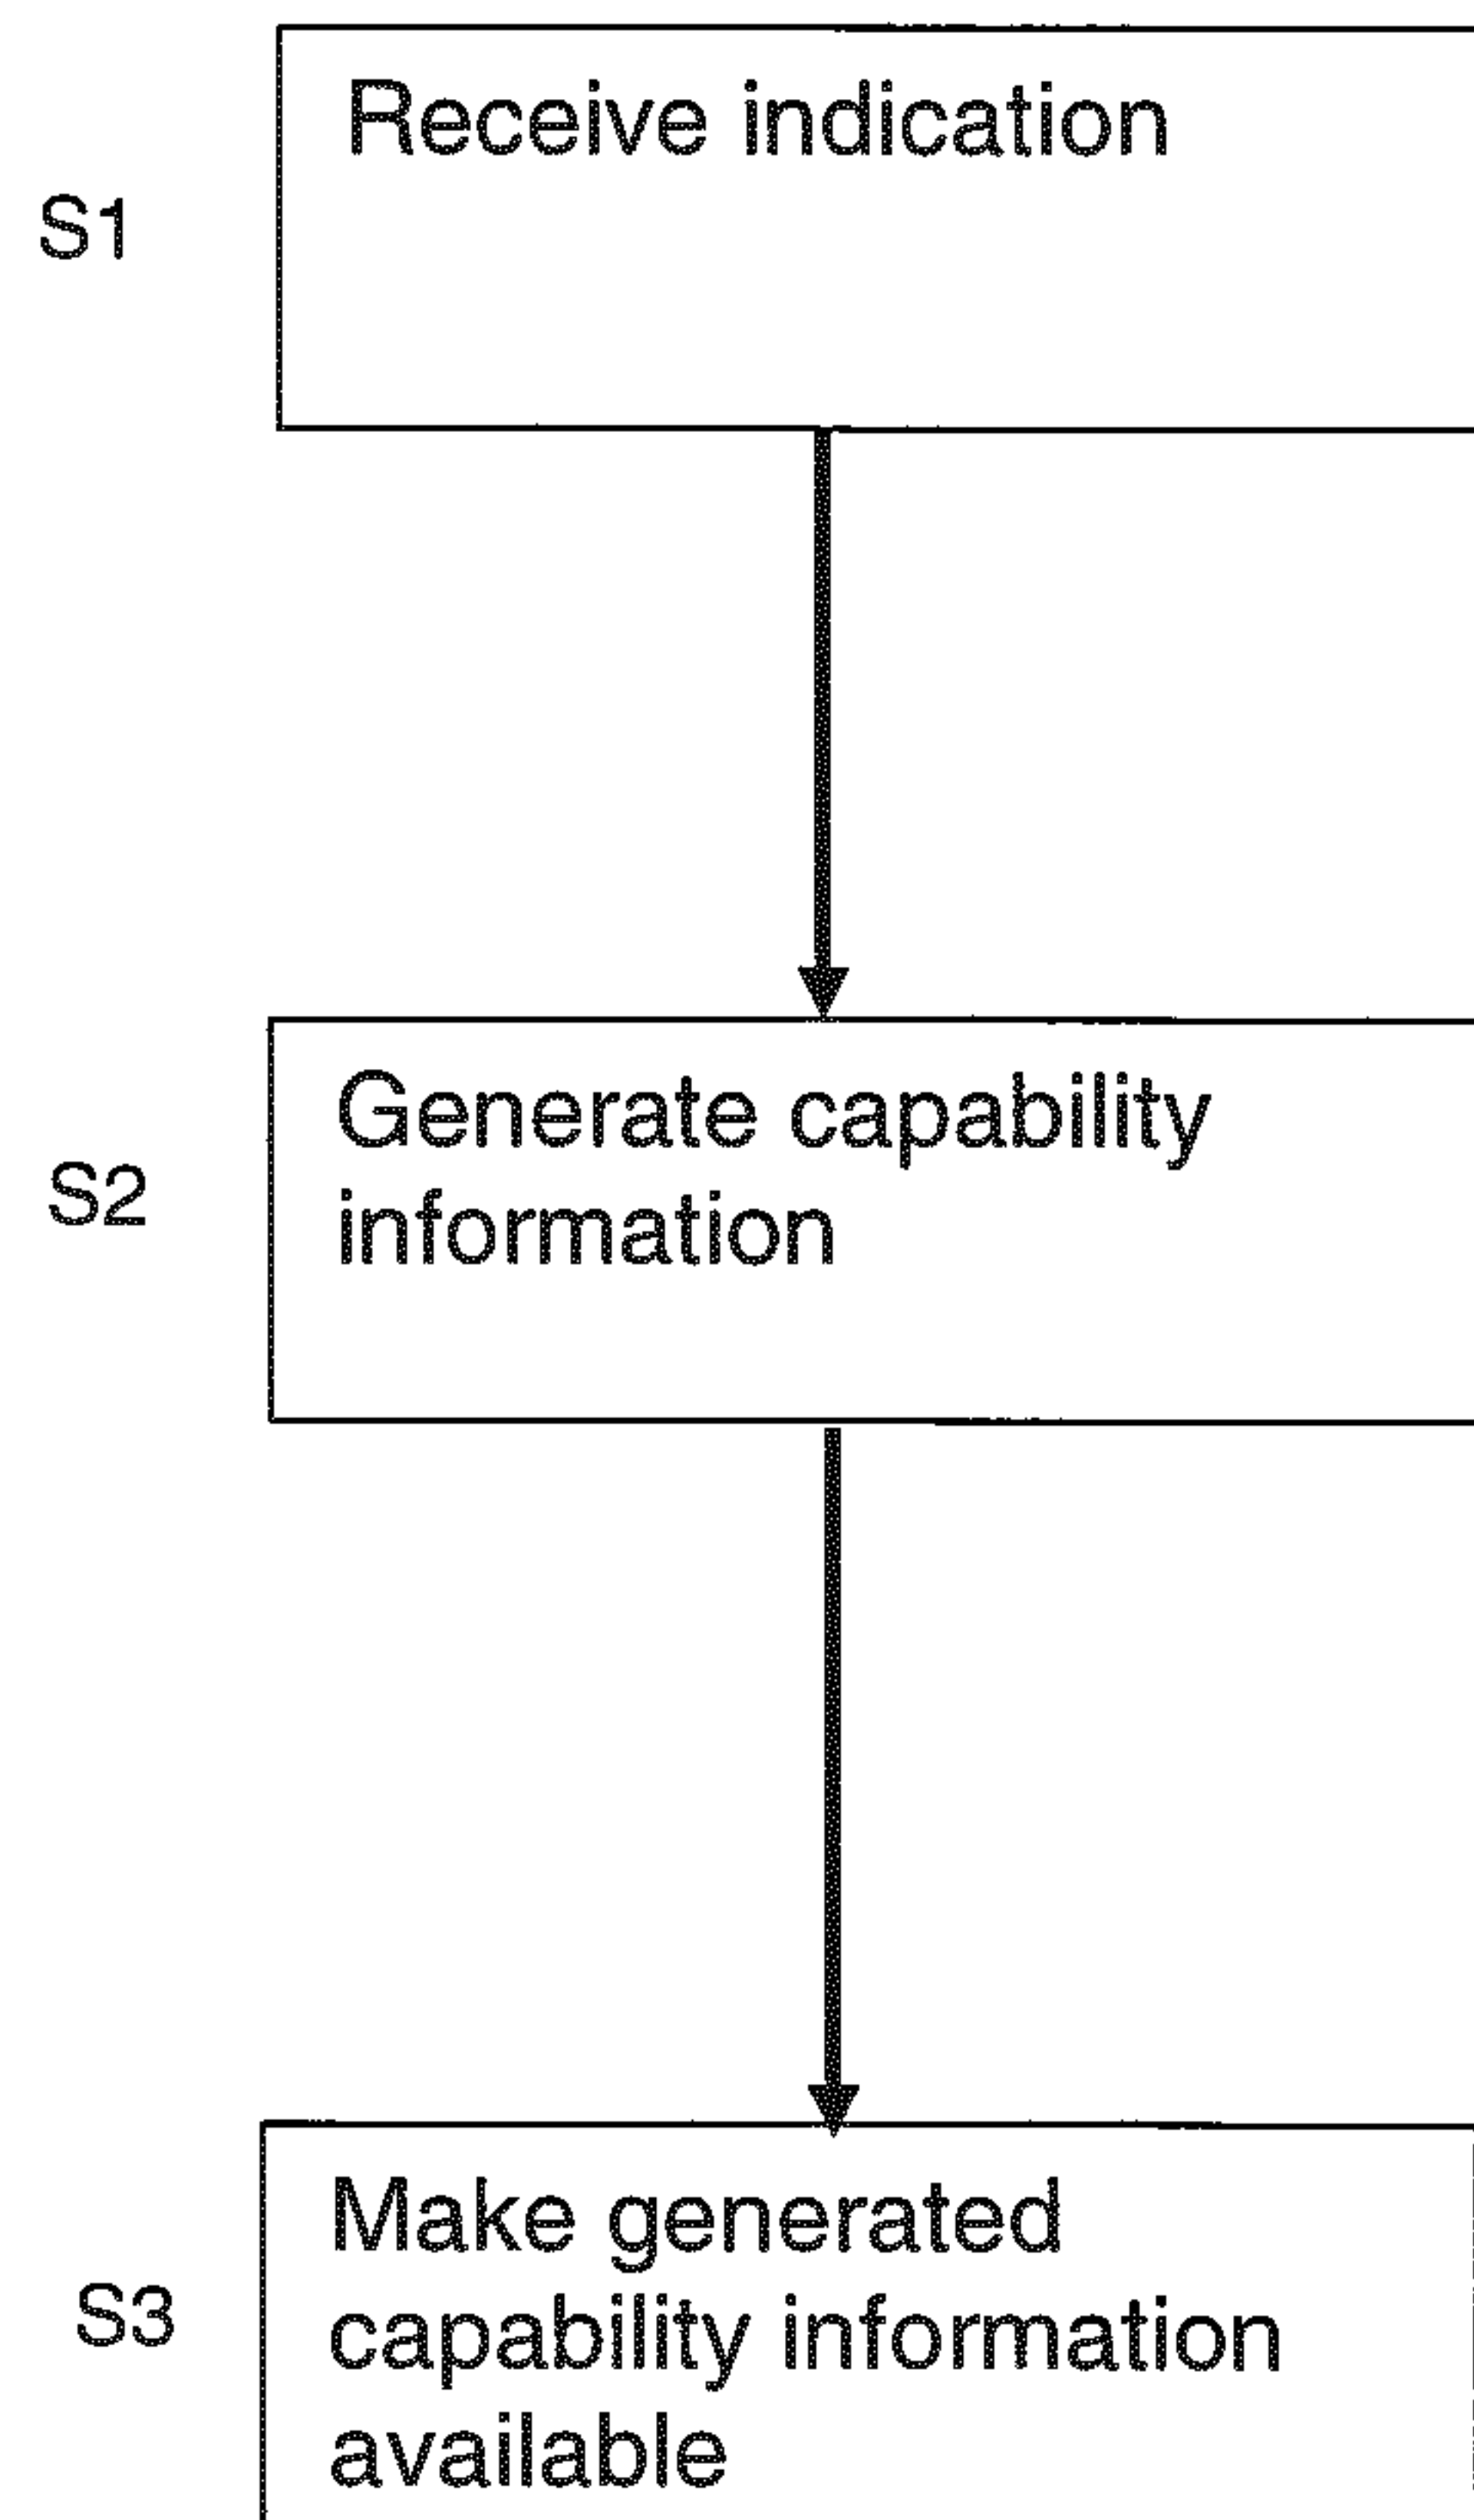 Receive indication
S1
Generate capability
S2
information
Make generated
S3
capability information
available